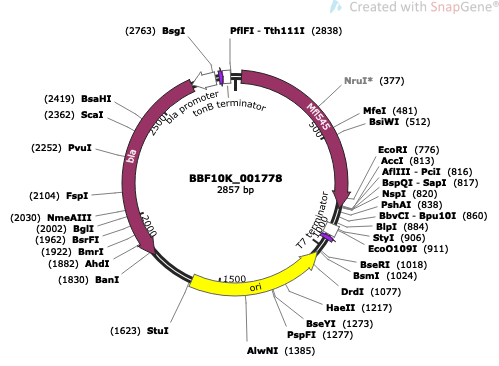 Created with SnapGene®
(2763) BsgI
PflFI - Tth111I (2838)
NruI* (377)
MfeI (481)
BsiWI (512)
EcoRI (776)
AccI (813)
AflIII - PciI (816)
BspQI - SapI (817)
NspI (820)
PshAI (838)
BbvCI - Bpu10I (860)
BlpI (884)
StyI (906)
EcoO109I (911)
BseRI (1018)
BsmI (1024)
DrdI (1077)
HaeII (1217)
BseYI (1273)
PspFI (1277)
AlwNI (1385)
(1623) StuI
(1830) BanI
(1882) AhdI
(1922) BmrI
(1962) BsrFI
(2002) BglI
(2030) NmeAIII
(2104) FspI
(2252) PvuI
(2362) ScaI
(2419) BsaHI
bla promoter
tonB terminator
Mfl545
T7 terminator
ori
bla
BBF10K_001778
2857 bp
1500
2000
2500